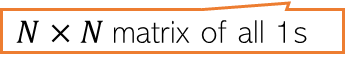 N × N matrix of all 1s